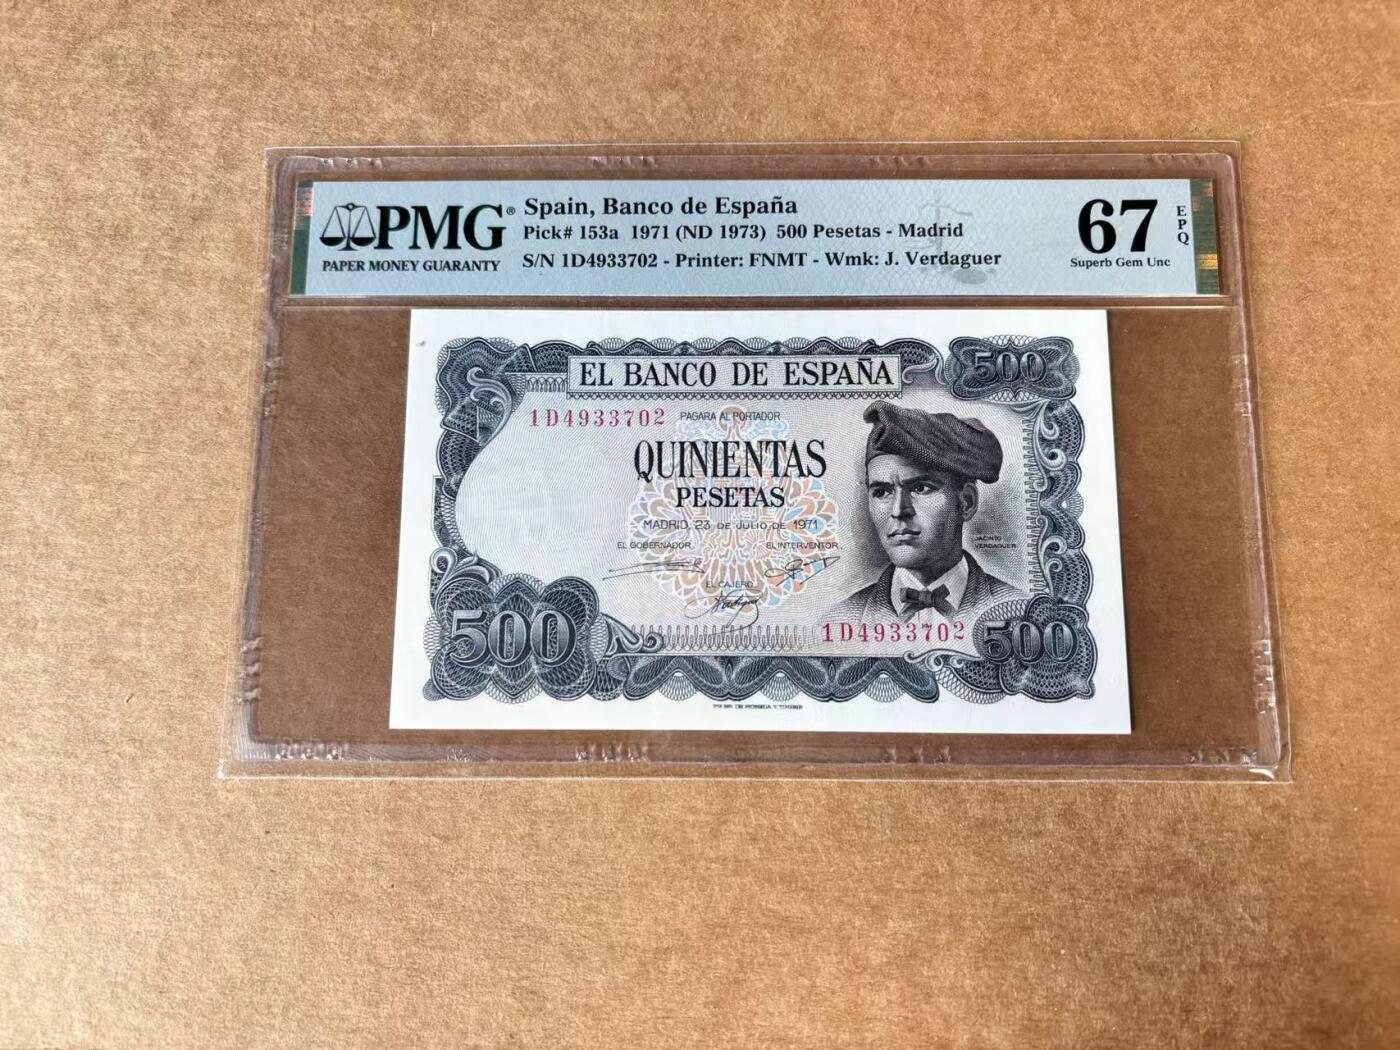 PMG®
PAPER MONEY GUARANTY
Spain, Banco de España
Pick# 153a 1971 (ND 1973) 500 Pesetas - Madrid
S/N 1D4933702 - Printer: FNMT - Wmk: J. Verdaguer
67
EPQ
Superb Gem Unc
EL BANCO DE ESPAÑA
500
1D4933702
PAGARA AL PORTADOR
QUINIENTAS
PESETAS
MADRID, 23 DE JULIO DE 1971
EL GOBERNADOR,
EL INTERVENTOR,
JACINTO
VERDAGUER
EL CAJERO
500
1D4933702
500